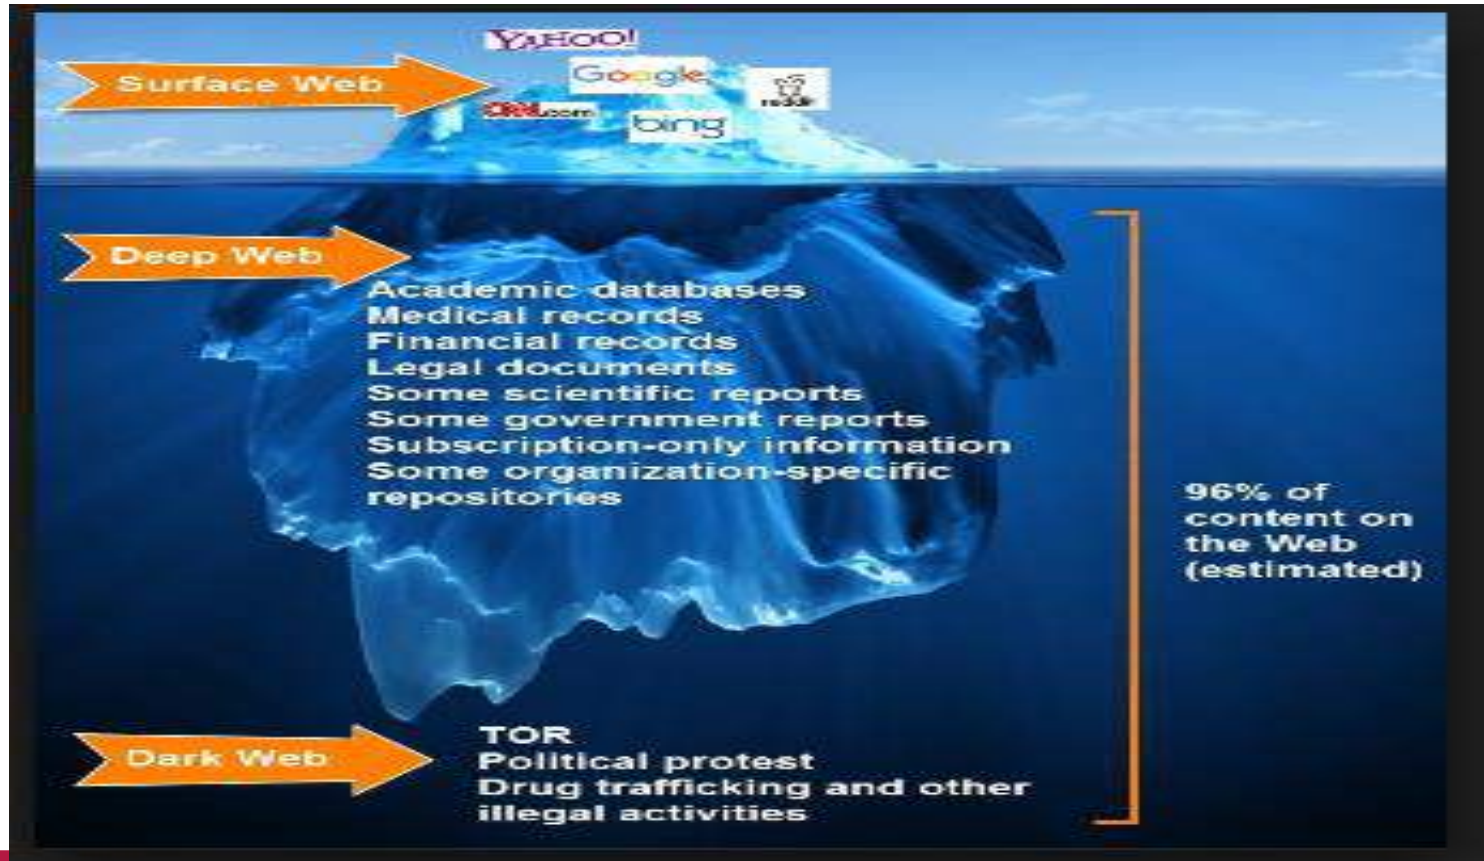 YAHOO!
Surface Web
Google
reddit
CNN.com
bing
Deep Web
Academic databases
Medical records
Financial records
Legal documents
Some scientific reports
Some government reports
Subscription-only information
Some organization-specific
repositories
96% of
content on
the Web
(estimated)
Dark Web
TOR
Political protest
Drug trafficking and other
illegal activities